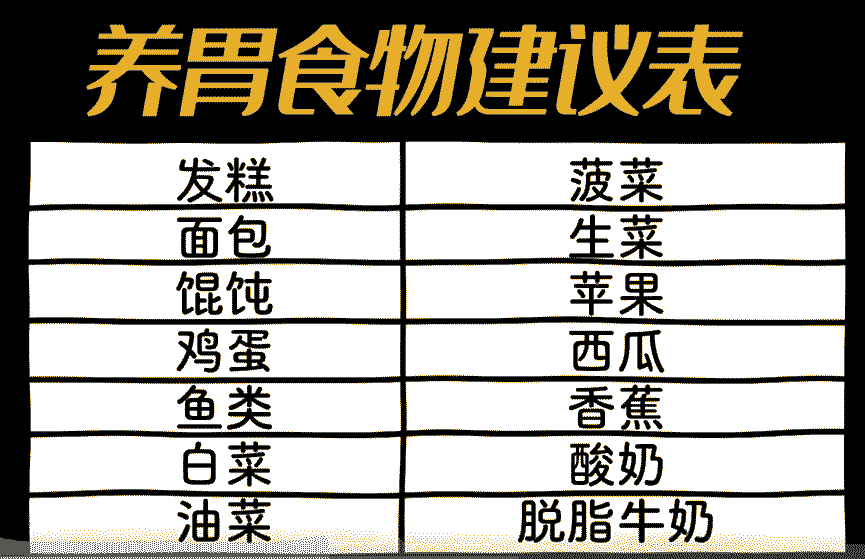 养胃食物建议表
发糕 菠菜
面包 生菜
馄饨 苹果
鸡蛋 西瓜
鱼类 香蕉
白菜 酸奶
油菜 脱脂牛奶